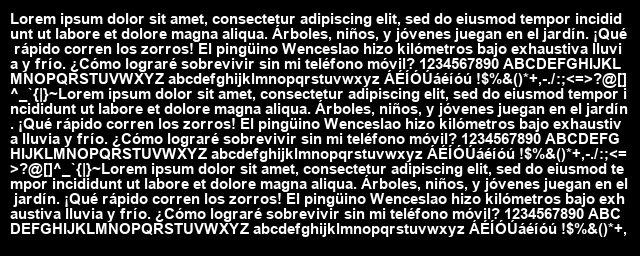 Lorem ipsum dolor sit amet, consectetur adipiscing elit, sed do eiusmod tempor incidid
unt ut labore et dolore magna aliqua. Árboles, niños, y jóvenes juegan en el jardín. ¡Qué
 rápido corren los zorros! El pingüino Wenceslao hizo kilómetros bajo exhaustiva lluvi
a y frío. ¿Cómo lograré sobrevivir sin mi teléfono móvil? 1234567890 ABCDEFGHIJKL
MNOPQRSTUVWXYZ abcdefghijklmnopqrstuvwxyz ÁÉÍÓÚáéíóú !$%&()*+,-./:;<=>?@[]
^_`{|}~Lorem ipsum dolor sit amet, consectetur adipiscing elit, sed do eiusmod tempor i
ncididunt ut labore et dolore magna aliqua. Árboles, niños, y jóvenes juegan en el jardín
. ¡Qué rápido corren los zorros! El pingüino Wenceslao hizo kilómetros bajo exhaustiv
a lluvia y frío. ¿Cómo lograré sobrevivir sin mi teléfono móvil? 1234567890 ABCDEFG
HIJKLMNOPQRSTUVWXYZ abcdefghijklmnopqrstuvwxyz ÁÉÍÓÚáéíóú !$%&()*+,-./:;<=
>?@[]^_`{|}~Lorem ipsum dolor sit amet, consectetur adipiscing elit, sed do eiusmod te
mpor incididunt ut labore et dolore magna aliqua. Árboles, niños, y jóvenes juegan en el
 jardín. ¡Qué rápido corren los zorros! El pingüino Wenceslao hizo kilómetros bajo exh
austiva lluvia y frío. ¿Cómo lograré sobrevivir sin mi teléfono móvil? 1234567890 ABC
DEFGHIJKLMNOPQRSTUVWXYZ abcdefghijklmnopqrstuvwxyz ÁÉÍÓÚáéíóú !$%&()*+,